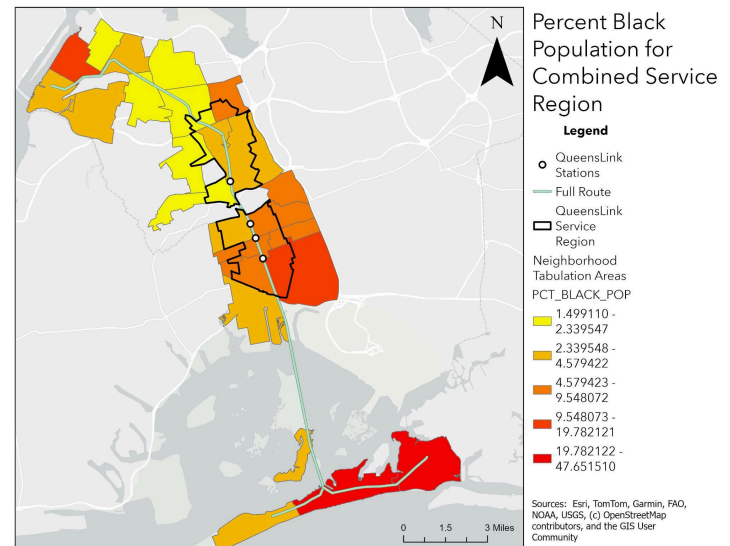 N
Percent Black
Population for
Combined Service
Region
Legend
QueensLink
Stations
Full Route
QueensLink
Service
Region
Neighborhood
Tabulation Areas
PCT_BLACK_POP
1.499110 -
2.339547
2.339548 -
4.579422
4.579423 -
9.548072
9.548073 -
19.782121
19.782122 -
47.651510
Sources: Esri, TomTom, Garmin, FAO,
NOAA, USGS, (c) OpenStreetMap
contributors, and the GIS User
Community
0 1.5 3 Miles